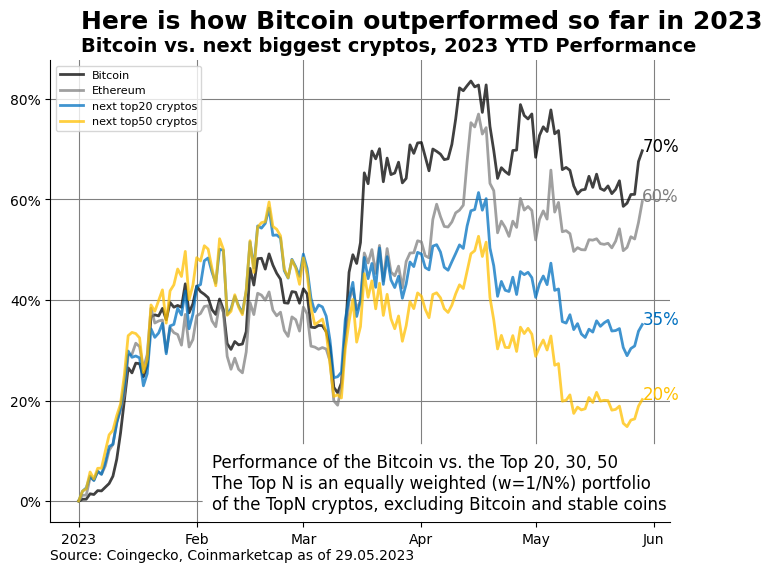 Here is how Bitcoin outperformed so far in 2023
Bitcoin vs. next biggest cryptos, 2023 YTD Performance
Bitcoin
Ethereum
next top20 cryptos
next top50 cryptos
80%
60%
40%
20%
0%
70%
60%
35%
20%
Performance of the Bitcoin vs. the Top 20, 30, 50
The Top N is an equally weighted (w=1/N%) portfolio
of the TopN cryptos, excluding Bitcoin and stable coins
2023 Feb Mar Apr May Jun
Source: Coingecko, Coinmarketcap as of 29.05.2023